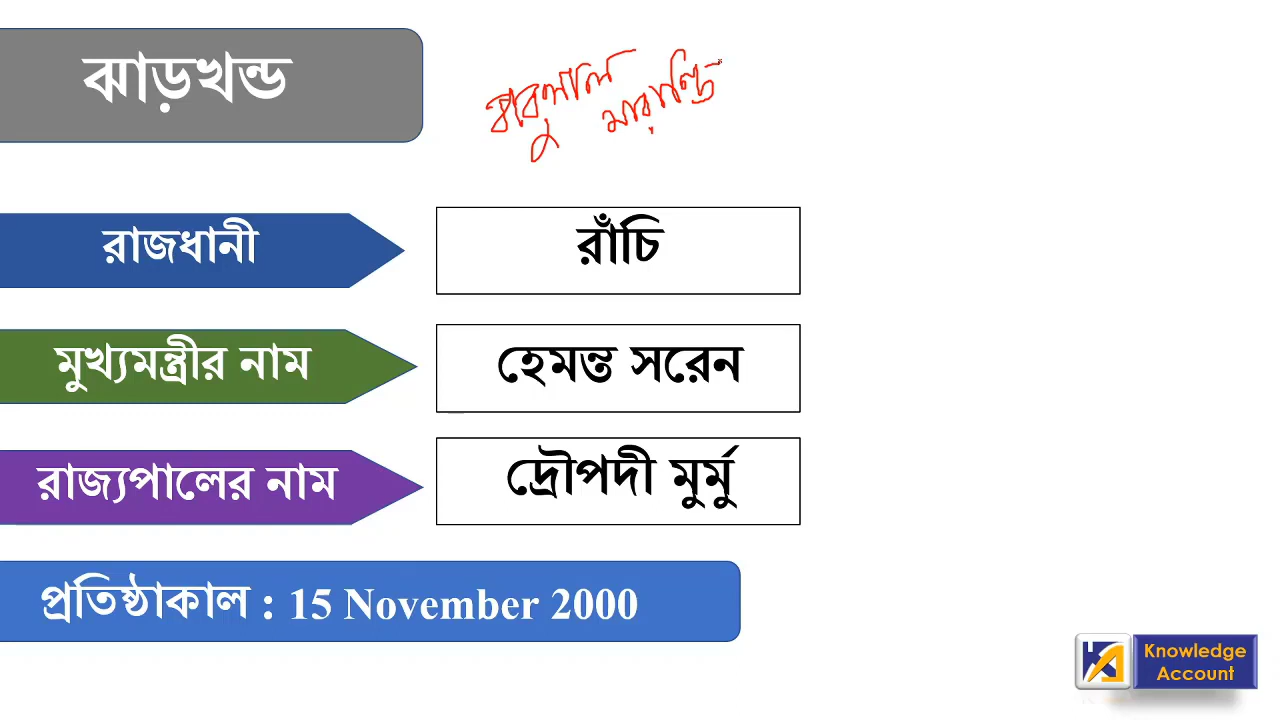 ঝাড়খন্ড
বাবুলাল
মারান্ডি
রাজধানী
রাঁচি
মুখ্যমন্ত্রীর নাম
হেমন্ত সরেন
রাজ্যপালের নাম
দ্রৌপদী মুর্মু
প্রতিষ্ঠাকাল : 15 November 2000
Knowledge
Account